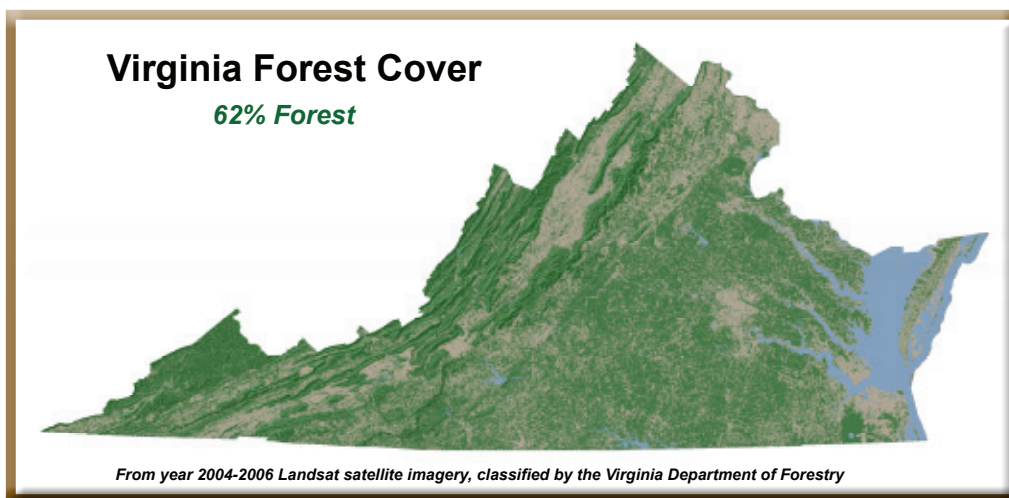 Virginia Forest Cover
62% Forest
From year 2004-2006 Landsat satellite imagery, classified by the Virginia Department of Forestry